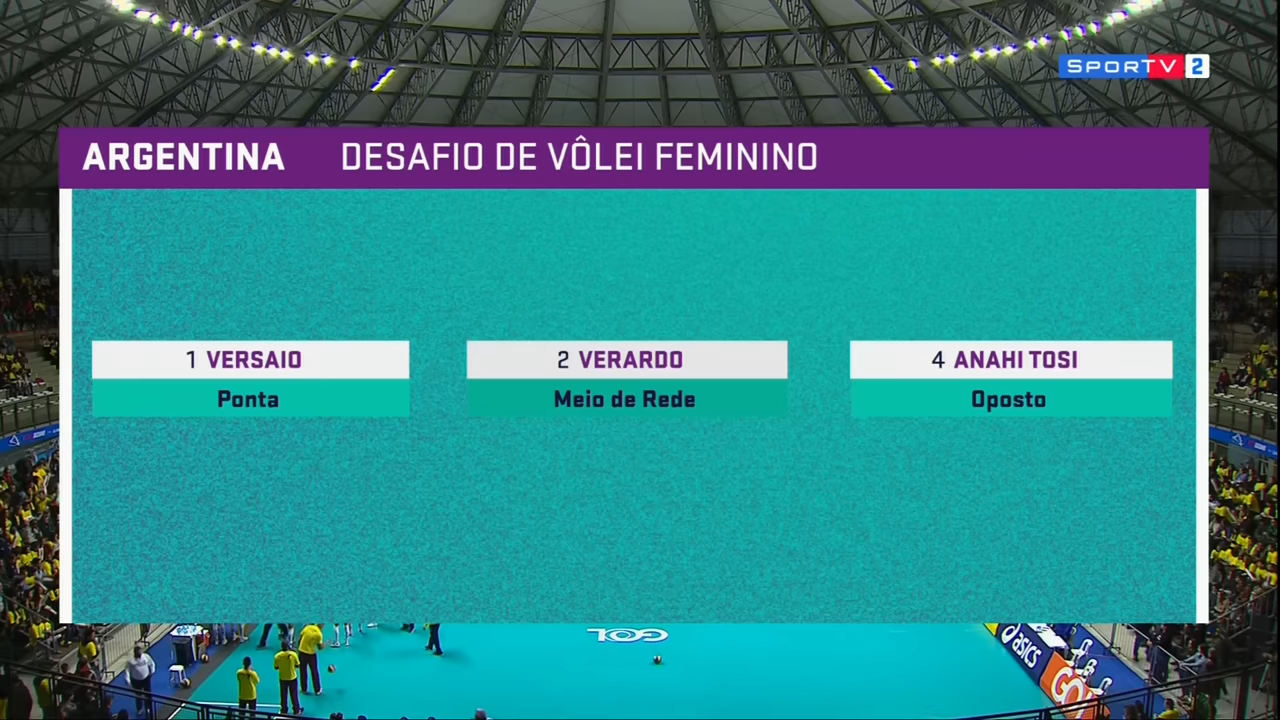 SPORTV 2
ARGENTINA DESAFIO DE VÔLEI FEMININO
1 VERSAIO
Ponta
2 VERARDO
Meio de Rede
4 ANAHI TOSI
Oposto
GOL
asics
GOL